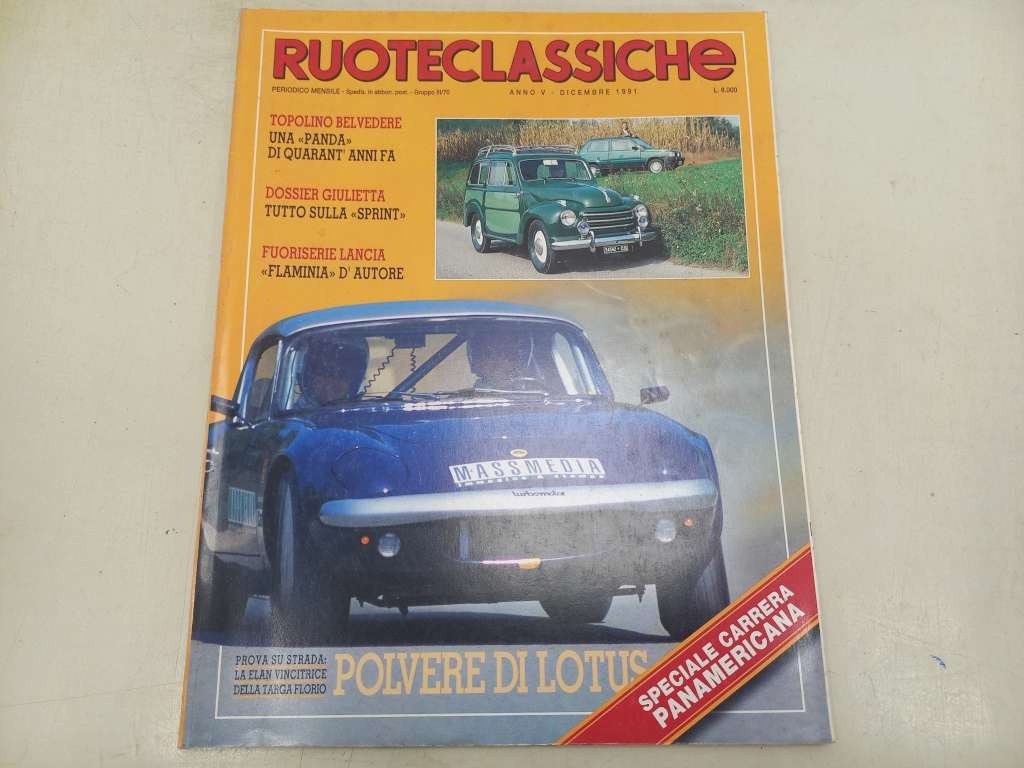 RUOTECLASSICHe
PERIODICO MENSILE - Spediz. in abbon. post. - Gruppo III/70
ANNO V - DICEMBRE 1991
L. 8.000
TOPOLINO BELVEDERE
UNA «PANDA»
DI QUARANT' ANNI FA
DOSSIER GIULIETTA
TUTTO SULLA «SPRINT»
FUORISERIE LANCIA
«FLAMINIA» D' AUTORE
MASSMEDIA
turbomax
PROVA SU STRADA:
LA ELAN VINCITRICE
DELLA TARGA FLORIO
POLVERE DI LOTUS
SPECIALE CARRERA
PANAMERICANA